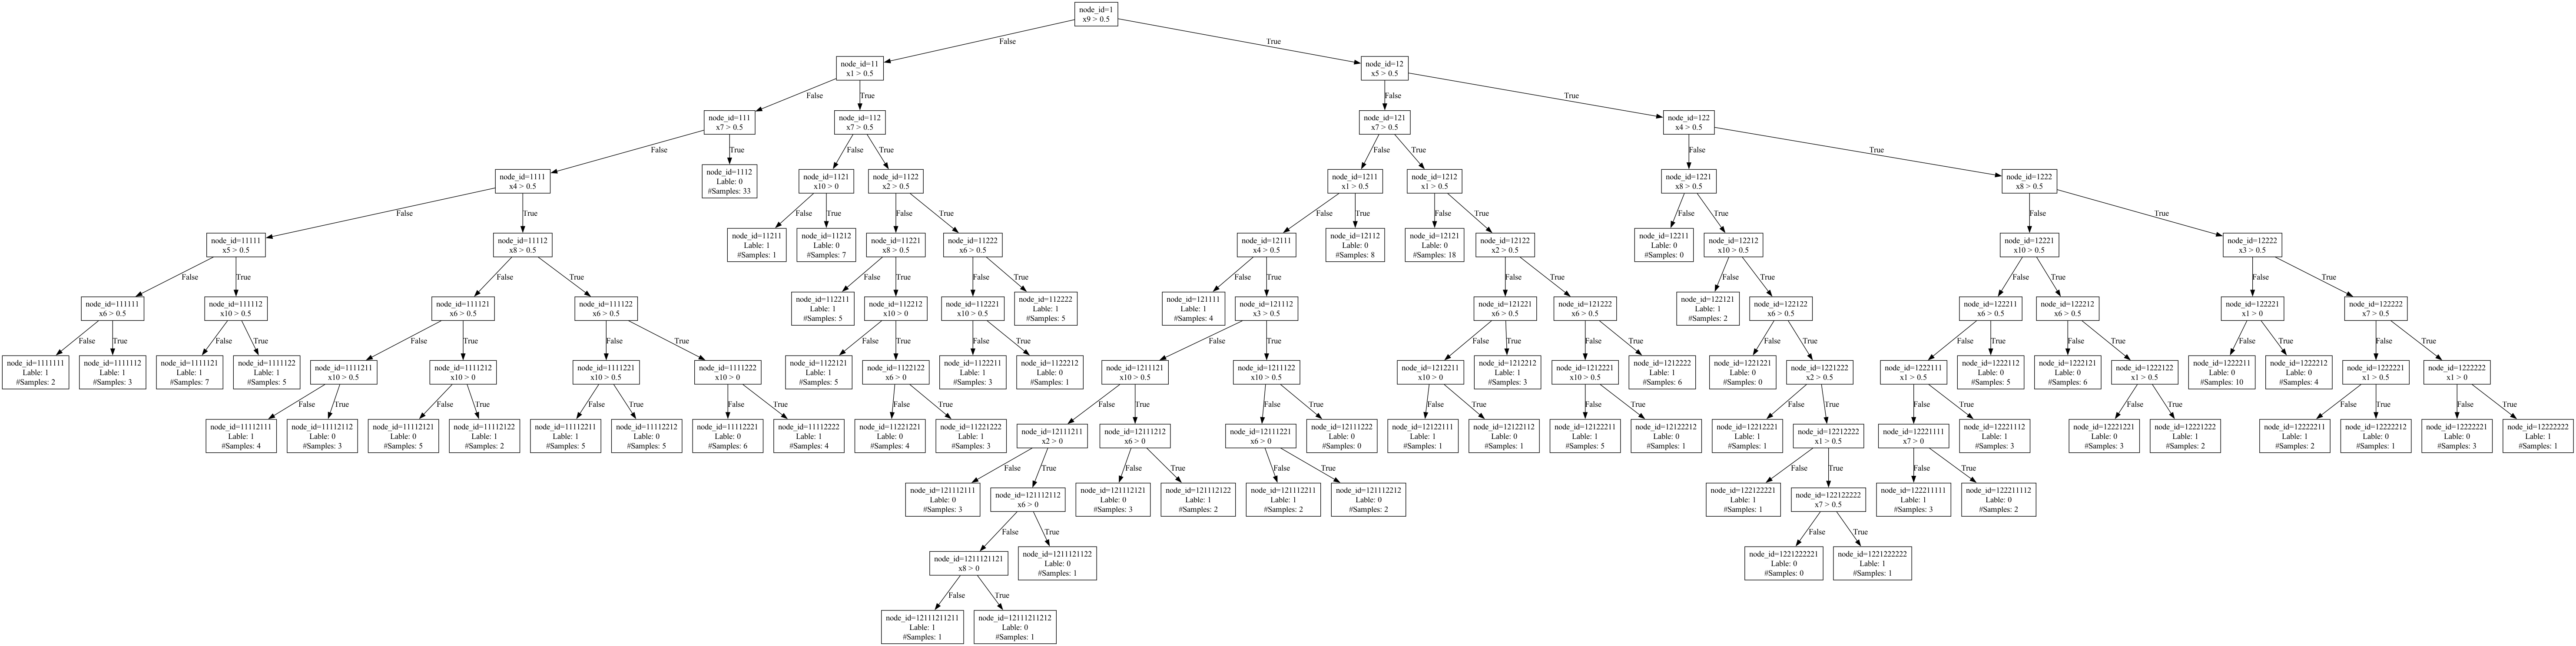 node_id=1
x9 > 0.5
False
True
node_id=11
x1 > 0.5
node_id=12
x5 > 0.5
False
True
False
True
node_id=111
x7 > 0.5
node_id=112
x7 > 0.5
node_id=121
x7 > 0.5
node_id=122
x4 > 0.5
False
True
False
True
False
True
False
True
node_id=1111
x4 > 0.5
node_id=1112
Lable: 0
#Samples: 33
node_id=1121
x10 > 0
node_id=1122
x2 > 0.5
node_id=1211
x1 > 0.5
node_id=1212
x1 > 0.5
node_id=1221
x8 > 0.5
node_id=1222
x8 > 0.5
False
True
False
True
False
True
False
True
False
True
False
True
False
True
node_id=11111
x5 > 0.5
node_id=11112
x8 > 0.5
node_id=11211
Lable: 1
#Samples: 1
node_id=11212
Lable: 0
#Samples: 7
node_id=11221
x8 > 0.5
node_id=11222
x6 > 0.5
node_id=12111
x4 > 0.5
node_id=12112
Lable: 0
#Samples: 8
node_id=12121
Lable: 0
#Samples: 18
node_id=12122
x2 > 0.5
node_id=12211
Lable: 0
#Samples: 0
node_id=12212
x10 > 0.5
node_id=12221
x10 > 0.5
node_id=12222
x3 > 0.5
False
True
False
True
False
True
False
True
False
True
False
True
False
True
False
True
False
True
node_id=111111
x6 > 0.5
node_id=111112
x10 > 0.5
node_id=111121
x6 > 0.5
node_id=111122
x6 > 0.5
node_id=112211
Lable: 1
#Samples: 5
node_id=112212
x10 > 0
node_id=112221
x10 > 0.5
node_id=112222
Lable: 1
#Samples: 5
node_id=121111
Lable: 1
#Samples: 4
node_id=121112
x3 > 0.5
node_id=121221
x6 > 0.5
node_id=121222
x6 > 0.5
node_id=122121
Lable: 1
#Samples: 2
node_id=122122
x6 > 0.5
node_id=122211
x6 > 0.5
node_id=122212
x6 > 0.5
node_id=122221
x1 > 0
node_id=122222
x7 > 0.5
False
True
False
True
False
True
False
True
False
True
False
True
False
True
False
True
False
True
False
True
False
True
False
True
False
True
False
True
node_id=1111111
Lable: 1
#Samples: 2
node_id=1111112
Lable: 1
#Samples: 3
node_id=1111121
Lable: 1
#Samples: 7
node_id=1111122
Lable: 1
#Samples: 5
node_id=1111211
x10 > 0.5
node_id=1111212
x10 > 0
node_id=1111221
x10 > 0.5
node_id=1111222
x10 > 0
node_id=1122121
Lable: 1
#Samples: 5
node_id=1122122
x6 > 0
node_id=1122211
Lable: 1
#Samples: 3
node_id=1122212
Lable: 0
#Samples: 1
node_id=1211121
x10 > 0.5
node_id=1211122
x10 > 0.5
node_id=1212211
x10 > 0
node_id=1212212
Lable: 1
#Samples: 3
node_id=1212221
x10 > 0.5
node_id=1212222
Lable: 1
#Samples: 6
node_id=1221221
Lable: 0
#Samples: 0
node_id=1221222
x2 > 0.5
node_id=1222111
x1 > 0.5
node_id=1222112
Lable: 0
#Samples: 5
node_id=1222121
Lable: 0
#Samples: 6
node_id=1222122
x1 > 0.5
node_id=1222211
Lable: 0
#Samples: 10
node_id=1222212
Lable: 0
#Samples: 4
node_id=1222221
x1 > 0.5
node_id=1222222
x1 > 0
False
True
False
True
False
True
False
True
False
True
False
True
False
True
False
True
False
True
False
True
False
True
False
True
False
True
False
True
node_id=11112111
Lable: 1
#Samples: 4
node_id=11112112
Lable: 0
#Samples: 3
node_id=11112121
Lable: 0
#Samples: 5
node_id=11112122
Lable: 1
#Samples: 2
node_id=11112211
Lable: 1
#Samples: 5
node_id=11112212
Lable: 0
#Samples: 5
node_id=11112221
Lable: 0
#Samples: 6
node_id=11112222
Lable: 1
#Samples: 4
node_id=11221221
Lable: 0
#Samples: 4
node_id=11221222
Lable: 1
#Samples: 3
node_id=12111211
x2 > 0
node_id=12111212
x6 > 0
node_id=12111221
x6 > 0
node_id=12111222
Lable: 0
#Samples: 0
node_id=12122111
Lable: 1
#Samples: 1
node_id=12122112
Lable: 0
#Samples: 1
node_id=12122211
Lable: 1
#Samples: 5
node_id=12122212
Lable: 0
#Samples: 1
node_id=12212221
Lable: 1
#Samples: 1
node_id=12212222
x1 > 0.5
node_id=12221111
x7 > 0
node_id=12221112
Lable: 1
#Samples: 3
node_id=12221221
Lable: 0
#Samples: 3
node_id=12221222
Lable: 1
#Samples: 2
node_id=12222211
Lable: 1
#Samples: 2
node_id=12222212
Lable: 0
#Samples: 1
node_id=12222221
Lable: 0
#Samples: 3
node_id=12222222
Lable: 1
#Samples: 1
False
True
False
True
False
True
False
True
False
True
node_id=121112111
Lable: 0
#Samples: 3
node_id=121112112
x6 > 0
node_id=121112121
Lable: 0
#Samples: 3
node_id=121112122
Lable: 1
#Samples: 2
node_id=121112211
Lable: 1
#Samples: 2
node_id=121112212
Lable: 0
#Samples: 2
node_id=122122221
Lable: 1
#Samples: 1
node_id=122122222
x7 > 0.5
node_id=122211111
Lable: 1
#Samples: 3
node_id=122211112
Lable: 0
#Samples: 2
False
True
False
True
node_id=1211121121
x8 > 0
node_id=1211121122
Lable: 0
#Samples: 1
node_id=1221222221
Lable: 0
#Samples: 0
node_id=1221222222
Lable: 1
#Samples: 1
False
True
node_id=12111211211
Lable: 1
#Samples: 1
node_id=12111211212
Lable: 0
#Samples: 1